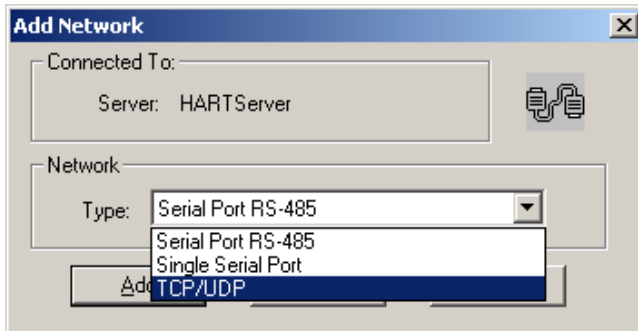 Add Network
Connected To:
Server: HARTServer
Network
Type: Serial Port RS-485
Serial Port RS-485
Single Serial Port
TCP/UDP